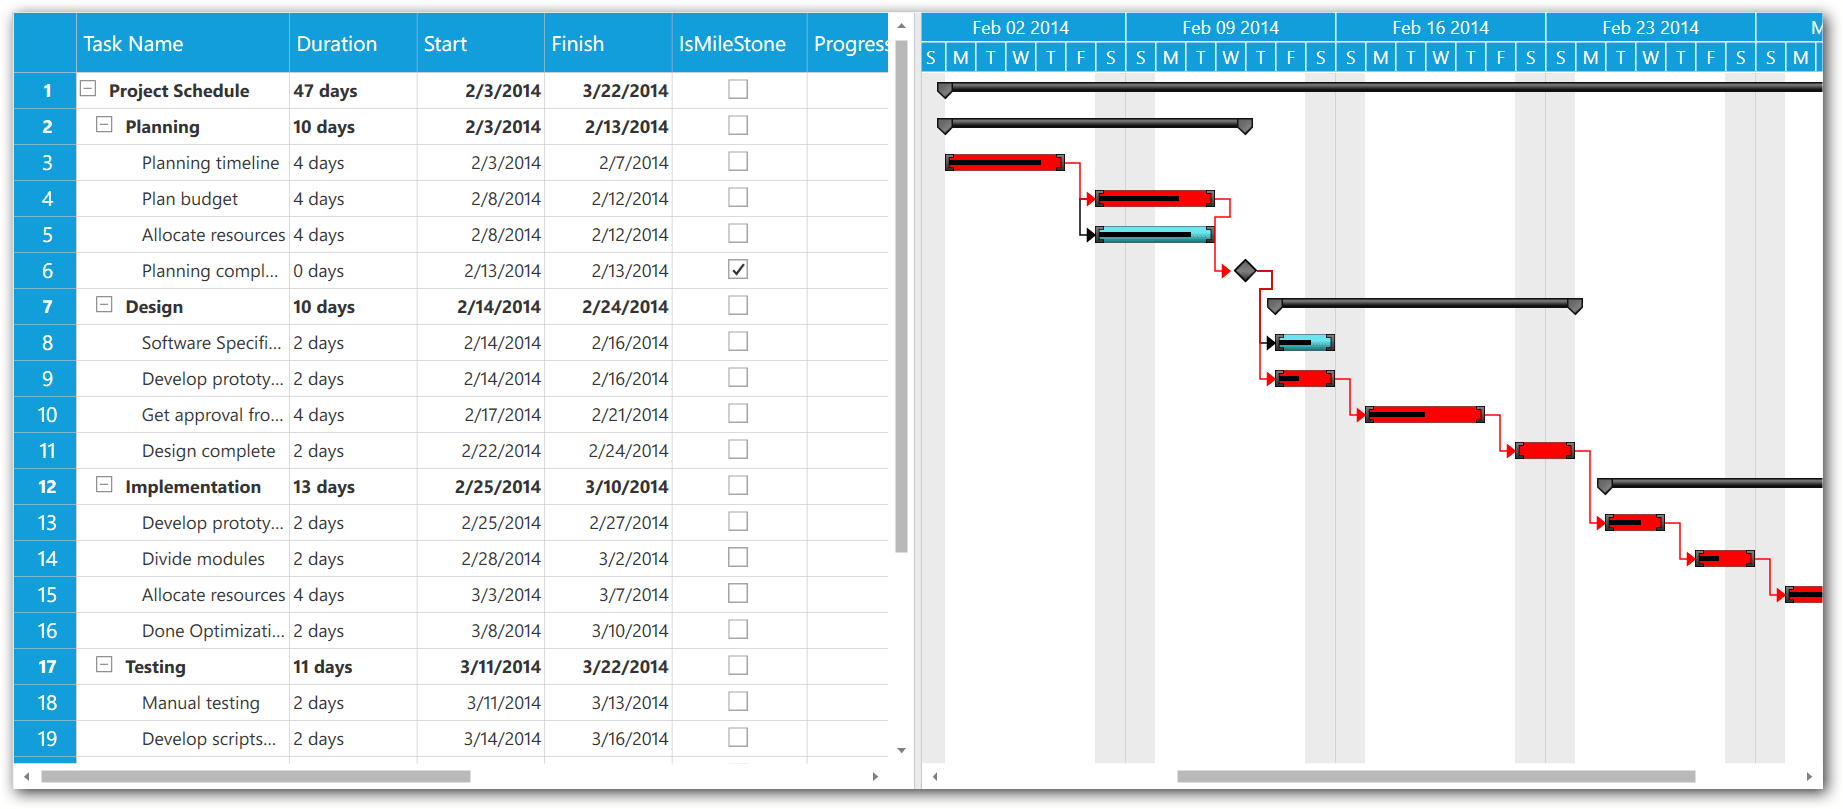 Task Name Duration Start Finish IsMileStone Progress
Feb 02 2014 Feb 09 2014 Feb 16 2014 Feb 23 2014 M
S M T W T F S S M T W T F S S M T W T F S S M T W T F S S M
1 Project Schedule 47 days 2/3/2014 3/22/2014
2 Planning 10 days 2/3/2014 2/13/2014
3 Planning timeline 4 days 2/3/2014 2/7/2014
4 Plan budget 4 days 2/8/2014 2/12/2014
5 Allocate resources 4 days 2/8/2014 2/12/2014
6 Planning compl... 0 days 2/13/2014 2/13/2014
7 Design 10 days 2/14/2014 2/24/2014
8 Software Specifi... 2 days 2/14/2014 2/16/2014
9 Develop prototy... 2 days 2/14/2014 2/16/2014
10 Get approval fro... 4 days 2/17/2014 2/21/2014
11 Design complete 2 days 2/22/2014 2/24/2014
12 Implementation 13 days 2/25/2014 3/10/2014
13 Develop prototy... 2 days 2/25/2014 2/27/2014
14 Divide modules 2 days 2/28/2014 3/2/2014
15 Allocate resources 4 days 3/3/2014 3/7/2014
16 Done Optimizati... 2 days 3/8/2014 3/10/2014
17 Testing 11 days 3/11/2014 3/22/2014
18 Manual testing 2 days 3/11/2014 3/13/2014
19 Develop scripts... 2 days 3/14/2014 3/16/2014